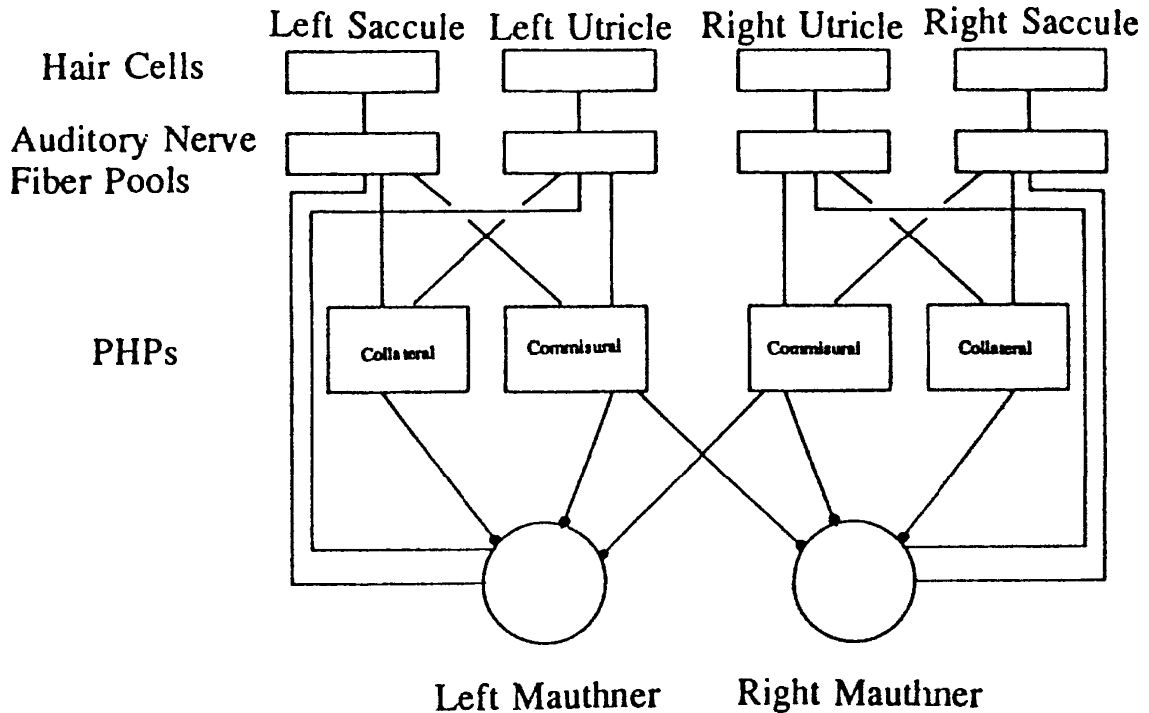 Left Saccule
Left Utricle
Right Utricle
Right Saccule
Hair Cells
Auditory Nerve
Fiber Pools
PHPs
Collateral
Commisural
Commisural
Collateral
Left Mauthner
Right Mauthner